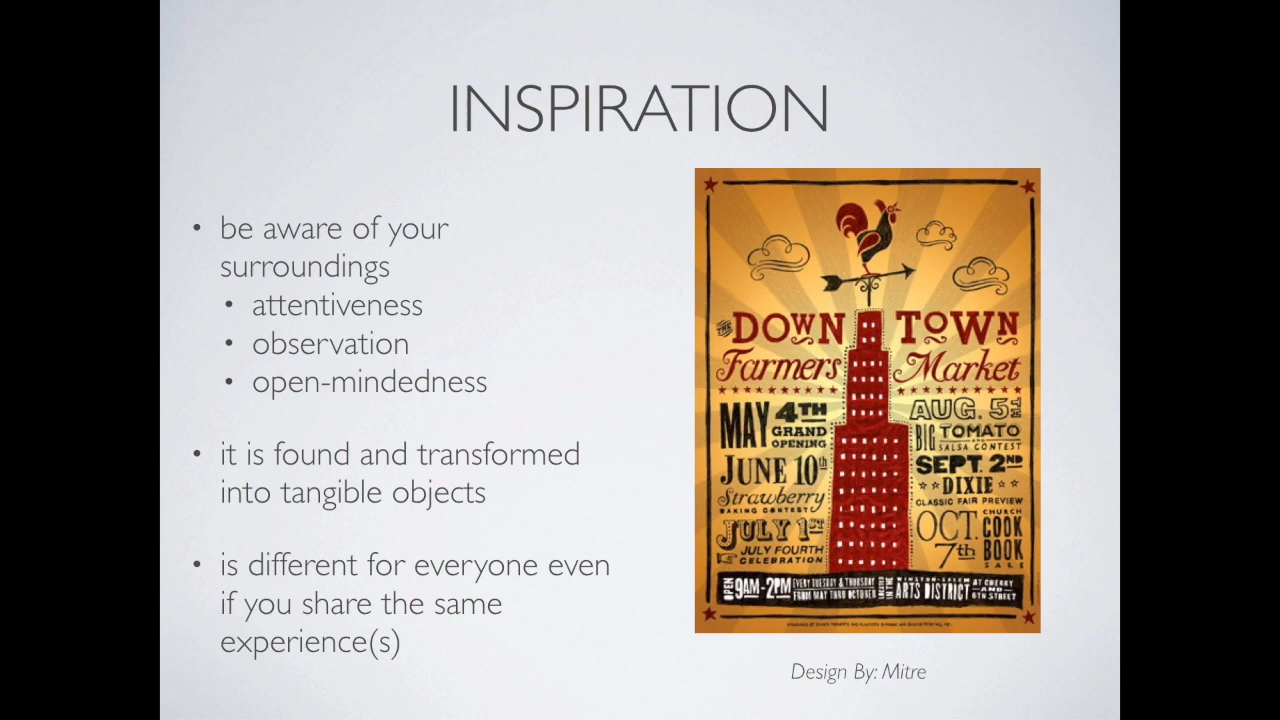 INSPIRATION
• be aware of your
surroundings
• attentiveness
• observation
• open-mindedness
• it is found and transformed
into tangible objects
• is different for everyone even
if you share the same
experience(s)
THE DOWN TOWN
Farmers Market
MAY 4TH
GRAND
OPENING
JUNE 10th
Strawberry
BAKING CONTEST
JULY 1ST
JULY FOURTH
CELEBRATION
AUG. 5TH
BIG TOMATO
AND
SALSA CONTEST
SEPT. 2ND
DIXIE
CLASSIC FAIR PREVIEW
OCT. 7th
CHURCH
COOK
BOOK
SALE
OPEN 9AM-2PM
EVERY TUESDAY & THURSDAY
FROM MAY THRU OCTOBER
IN THE
WINSTON-SALEM
ARTS DISTRICT
AT CHERRY
AND
6TH STREET
Design By: Mitre